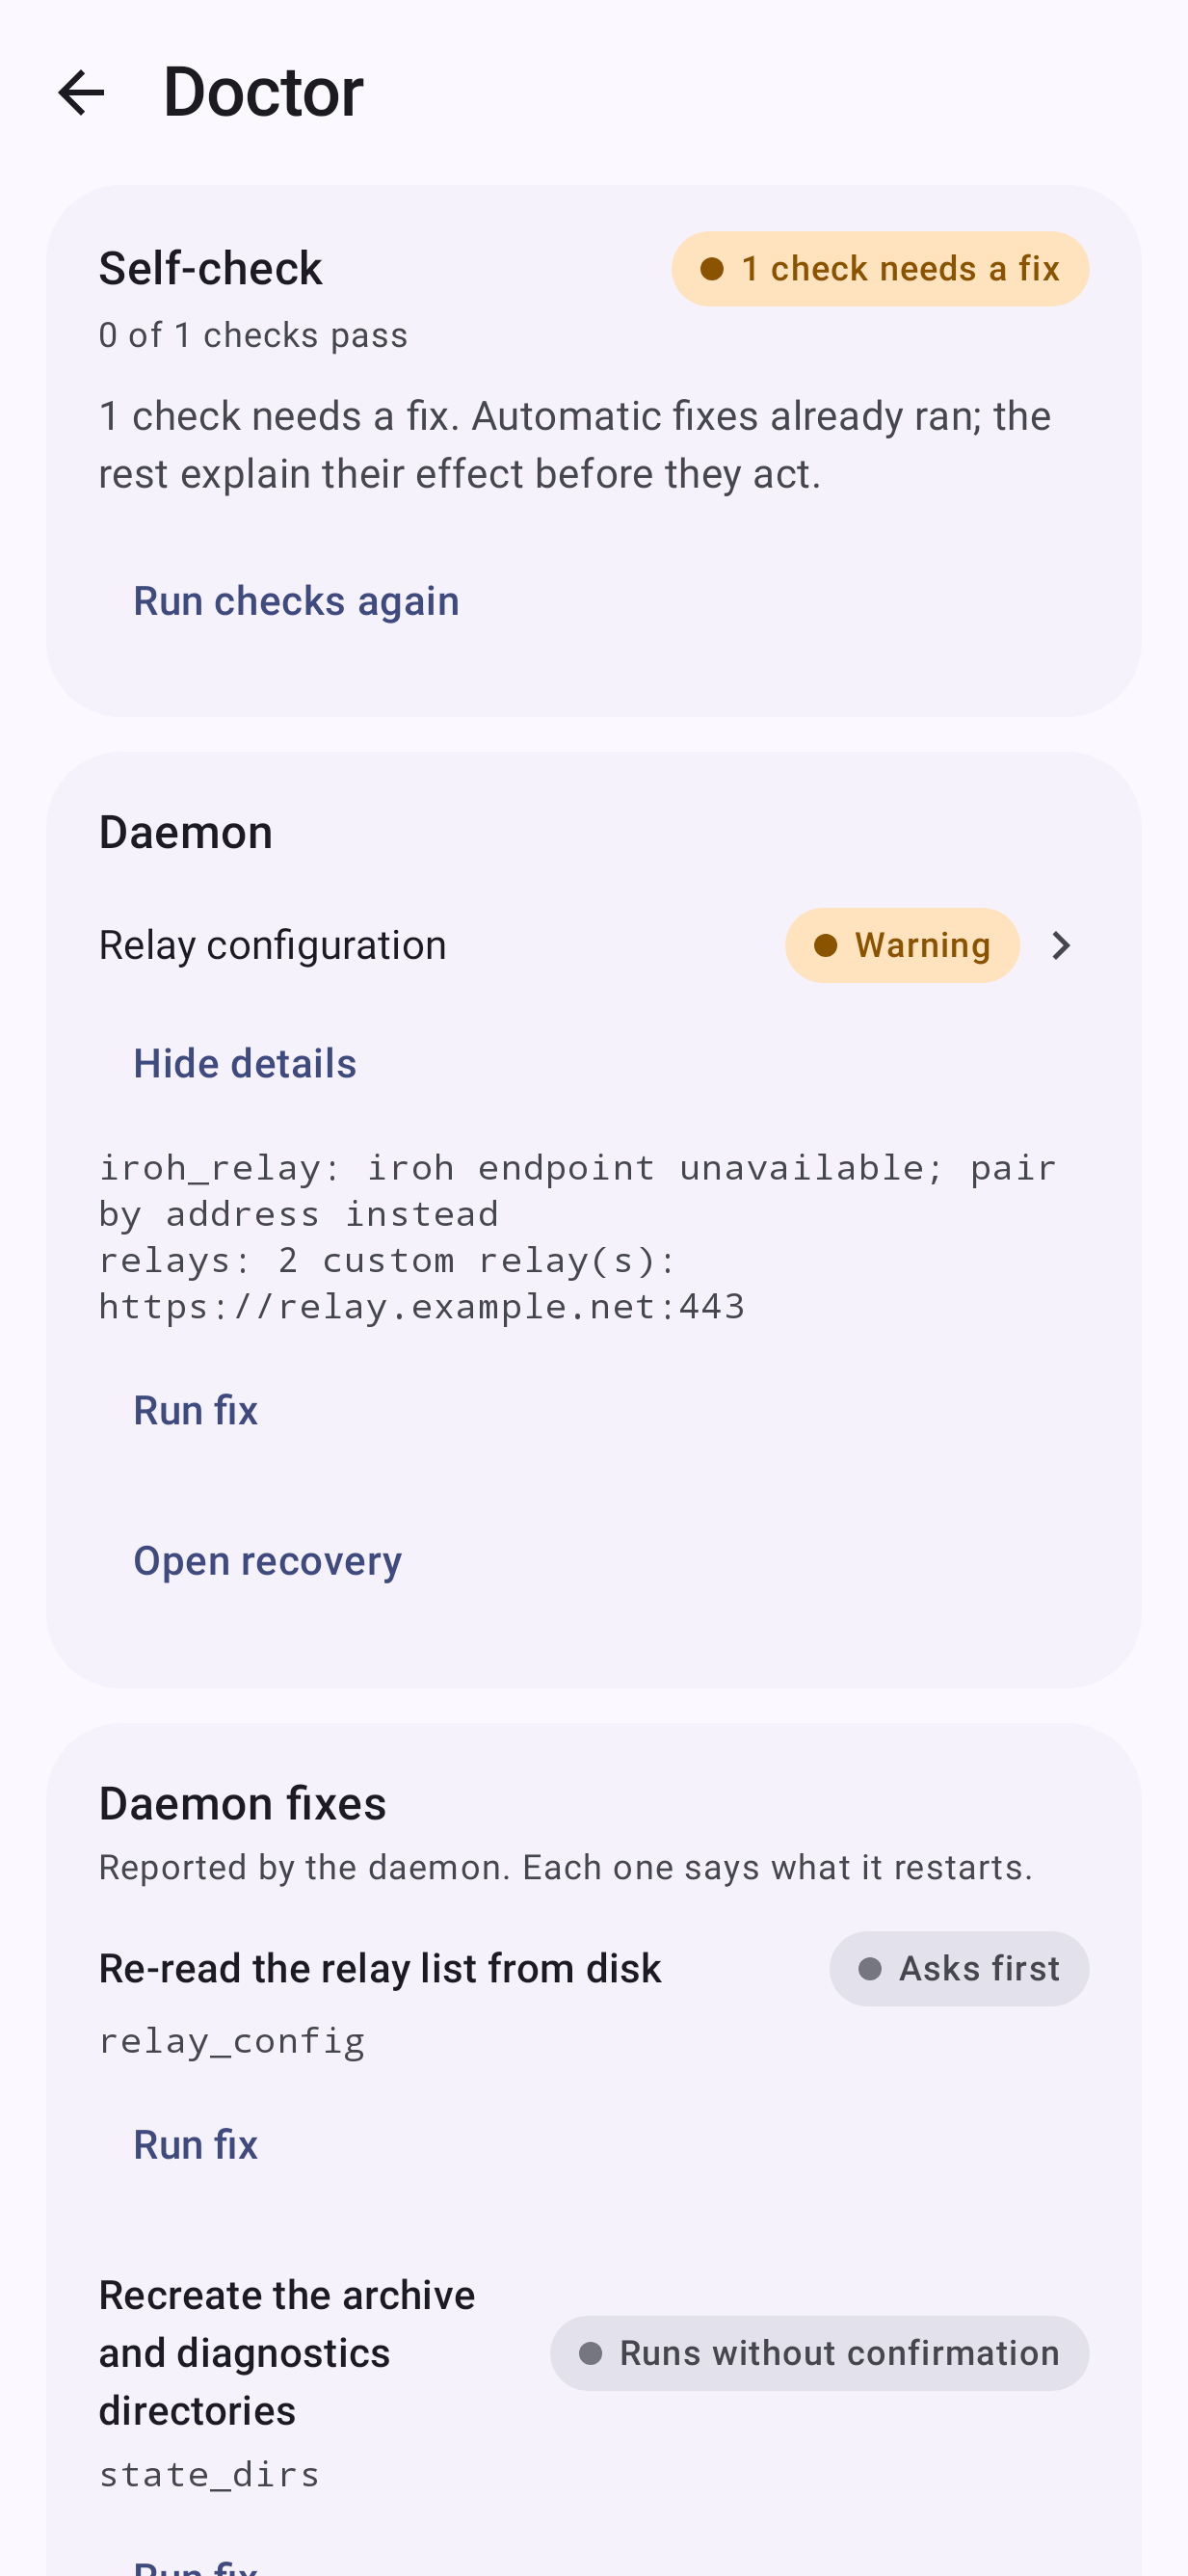 Doctor
Self-check
1 check needs a fix
0 of 1 checks pass
1 check needs a fix. Automatic fixes already ran; the
rest explain their effect before they act.
Run checks again
Daemon
Relay configuration
Warning
Hide details
iroh_relay: iroh endpoint unavailable; pair
by address instead
relays: 2 custom relay(s):
https://relay.example.net:443
Run fix
Open recovery
Daemon fixes
Reported by the daemon. Each one says what it restarts.
Re-read the relay list from disk
Asks first
relay_config
Run fix
Recreate the archive
and diagnostics
directories
Runs without confirmation
state_dirs
Run fix